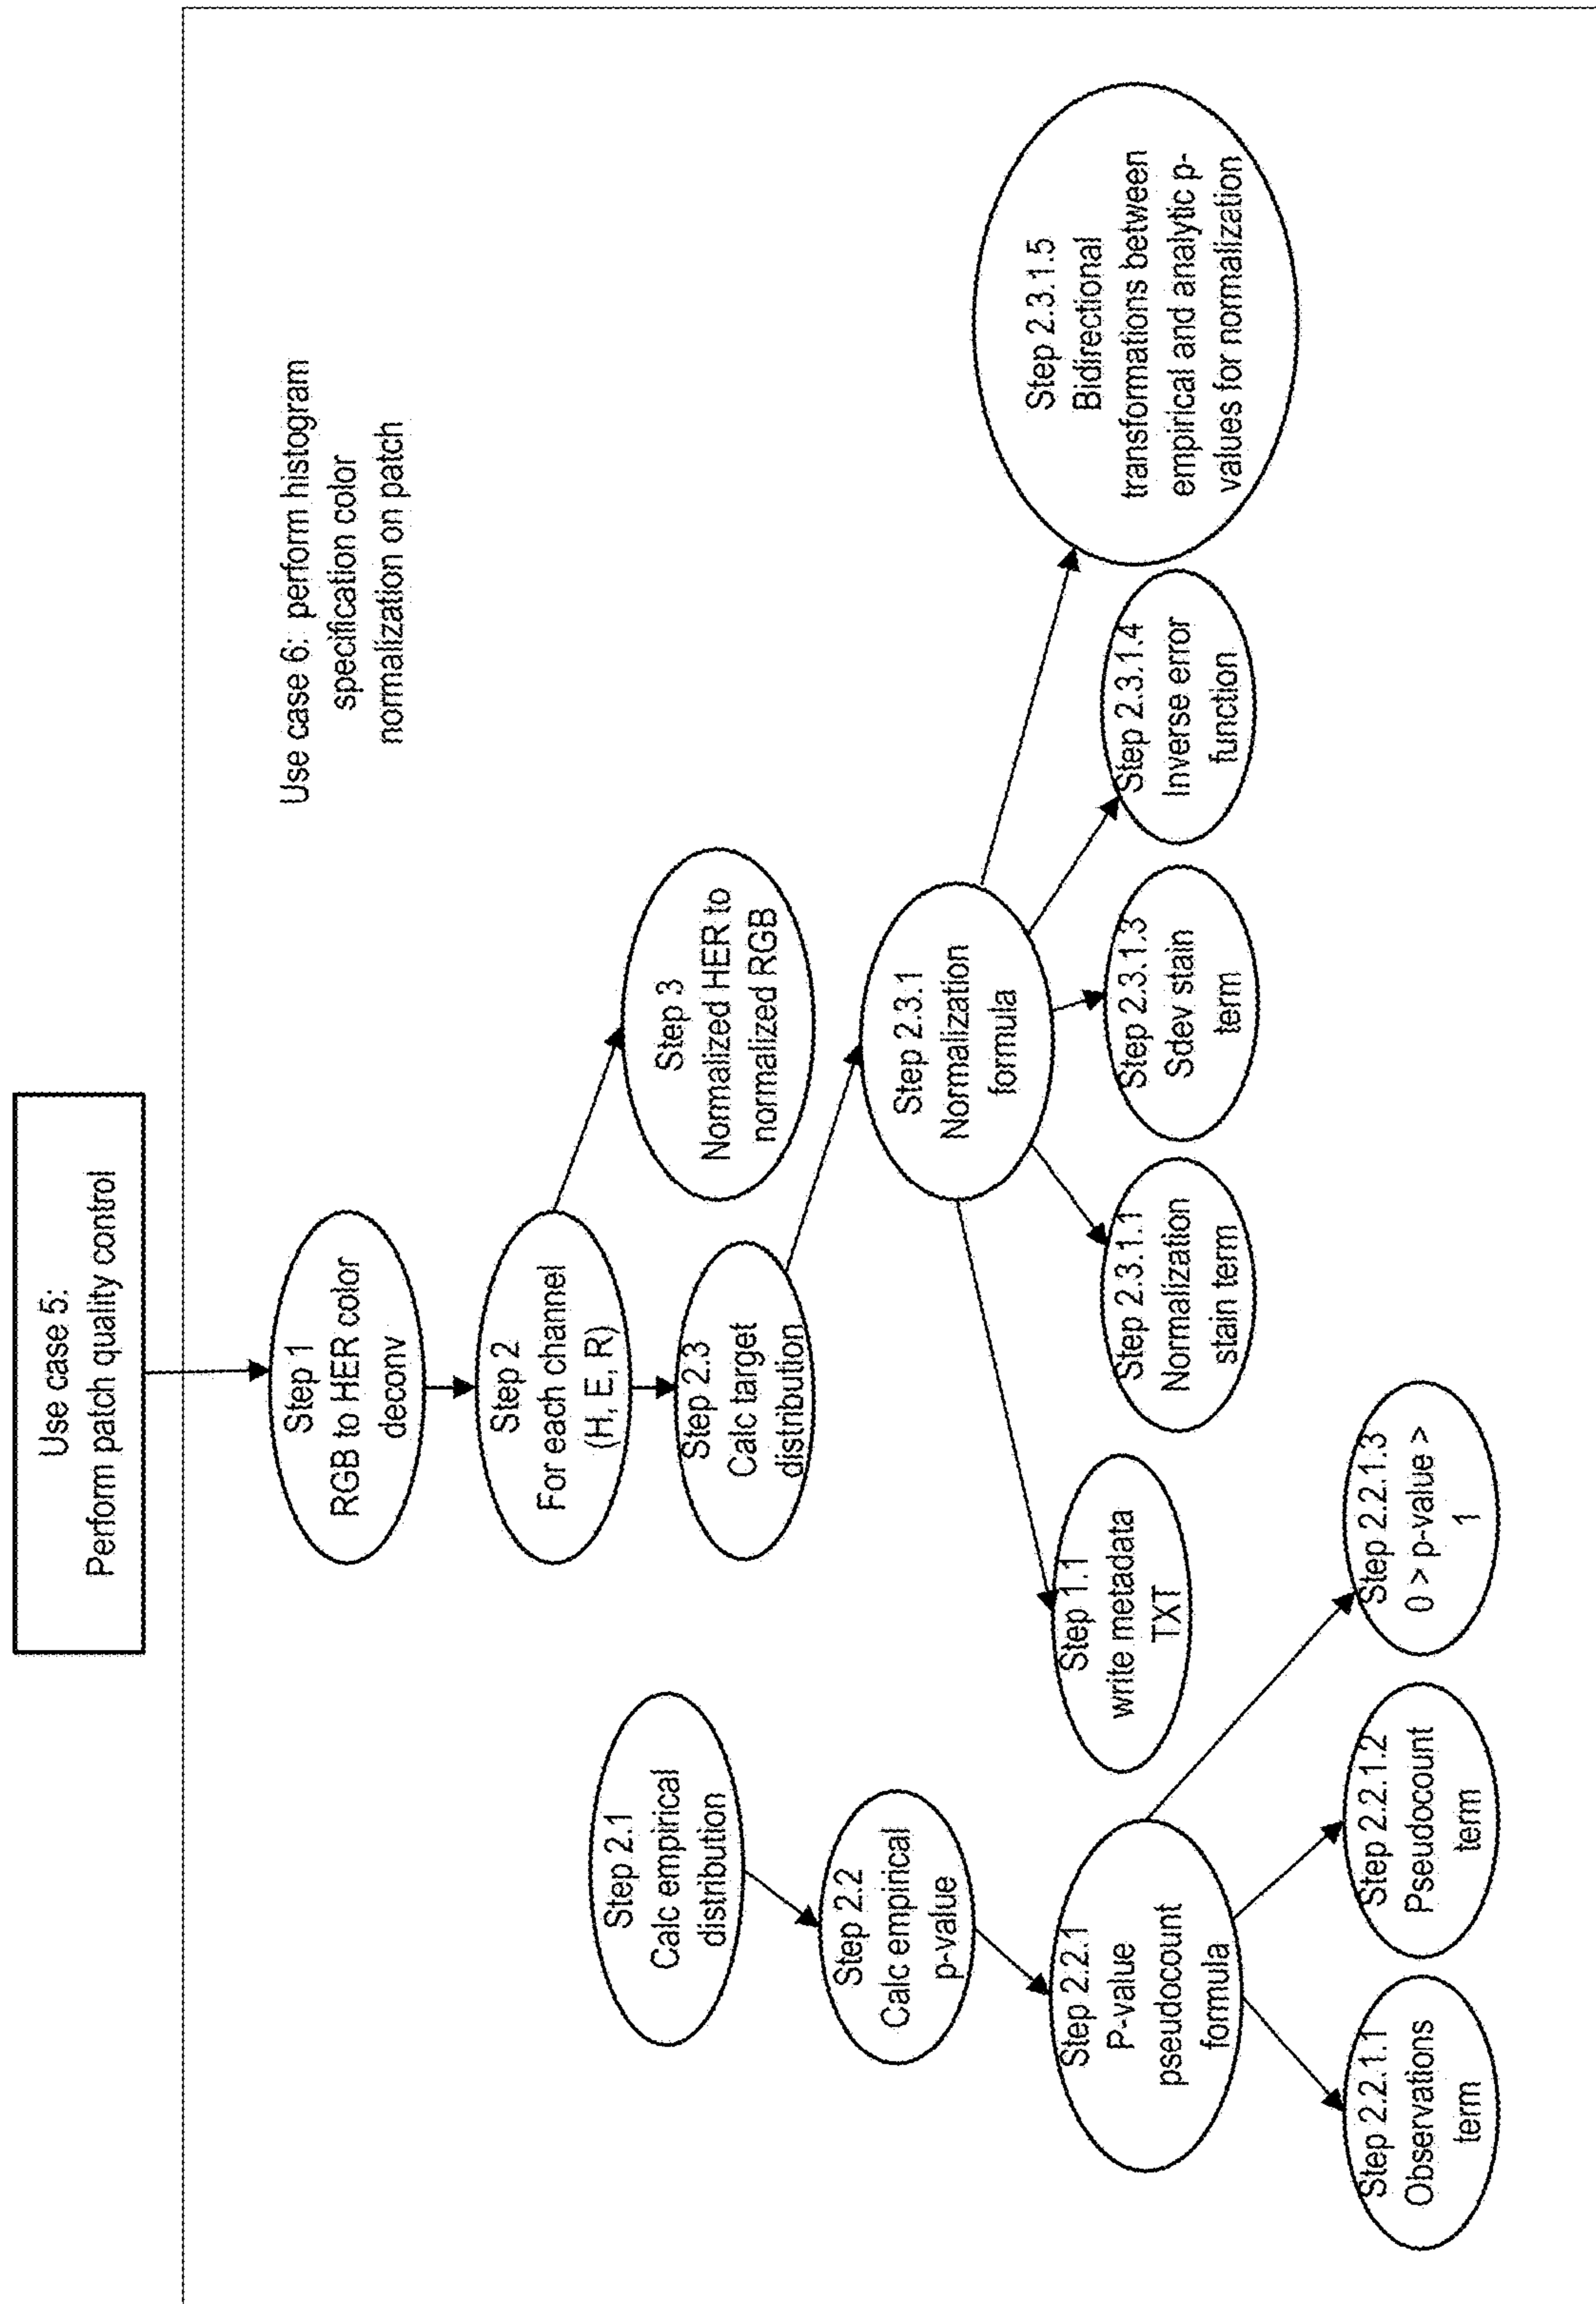 Use case 5:
Perform patch quality control
Use case 6: perform histogram
specification color
normalization on patch
Step 1
RGB to HER color
deconv
Step 2
For each channel
(H, E, R)
Step 2.1
Calc empirical
distribution
Step 2.3
Calc target
distribution
Step 3
Normalized HER to
normalized RGB
Step 2.2
Calc empirical
p-value
Step 2.3.1
Normalization
formula
Step 2.2.1
P-value
pseudocount
formula
Step 1.1
write metadata
TXT
Step 2.3.1.1
Normalization
stain term
Step 2.3.1.3
Sdev stain
term
Step 2.3.1.4
Inverse error
function
Step 2.3.1.5
Bidirectional
transformations between
empirical and analytic p-
values for normalization
Step 2.2.1.1
Observations
term
Step 2.2.1.2
Pseudocount
term
Step 2.2.1.3
0 > p-value >
1